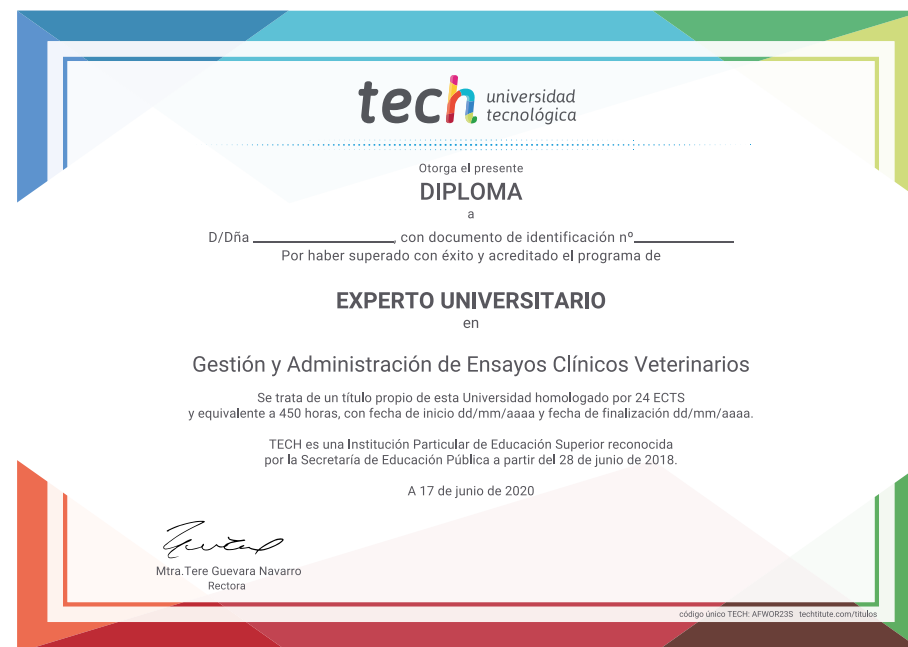 tech universidad tecnológica
Otorga el presente
DIPLOMA
a
D/Dña ____________, con documento de identificación nº____________
Por haber superado con éxito y acreditado el programa de
EXPERTO UNIVERSITARIO
en
Gestión y Administración de Ensayos Clínicos Veterinarios
Se trata de un título propio de esta Universidad homologado por 24 ECTS
y equivalente a 450 horas, con fecha de inicio dd/mm/aaaa y fecha de finalización dd/mm/aaaa.
TECH es una Institución Particular de Educación Superior reconocida
por la Secretaría de Educación Pública a partir del 28 de junio de 2018.
A 17 de junio de 2020
Mtra.Tere Guevara Navarro
Rectora
código único TECH: AFWOR23S techtitute.com/titulos